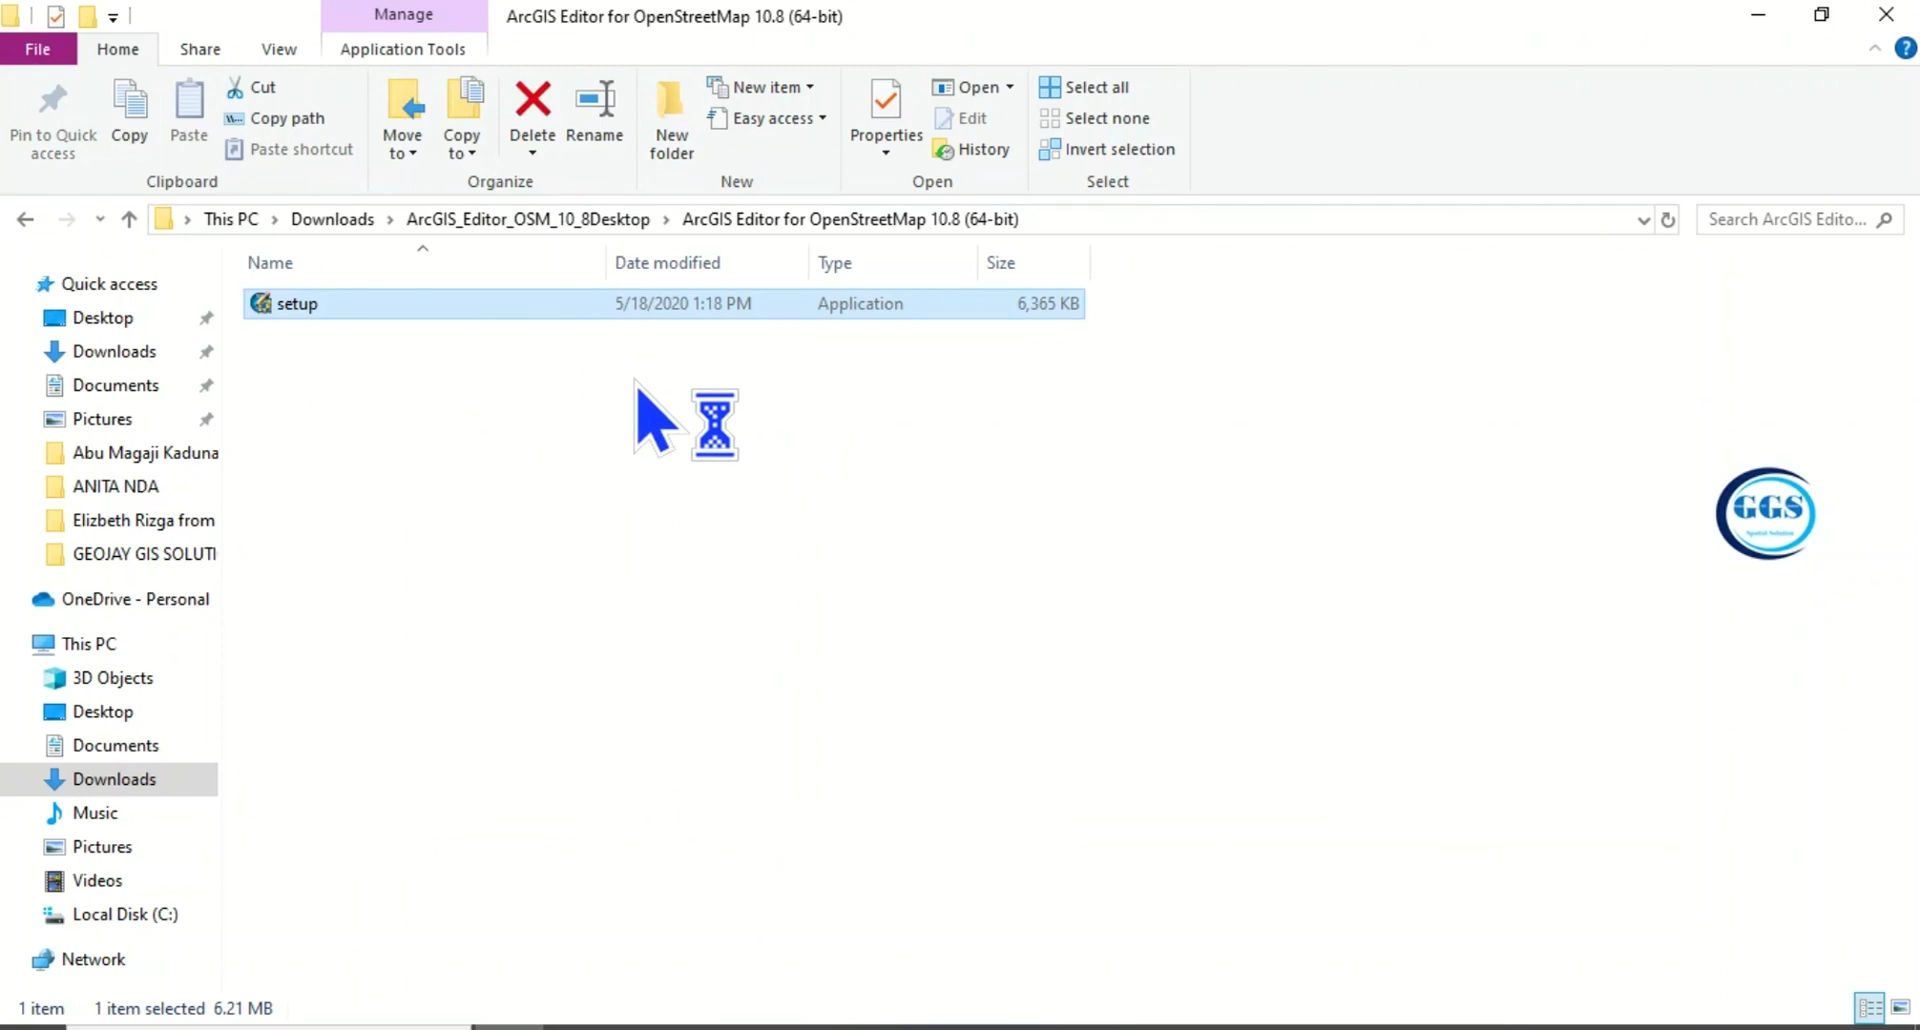 Manage
ArcGIS Editor for OpenStreetMap 10.8 (64-bit)
File
Home
Share
View
Application Tools
Pin to Quick access
Copy
Paste
Cut
Copy path
Paste shortcut
Clipboard
Move to
Copy to
Delete
Rename
Organize
New folder
New item
Easy access
New
Properties
Open
Edit
History
Open
Select all
Select none
Invert selection
Select
This PC > Downloads > ArcGIS_Editor_OSM_10_8Desktop > ArcGIS Editor for OpenStreetMap 10.8 (64-bit)
Search ArcGIS Edito...
Name Date modified Type Size
setup 5/18/2020 1:18 PM Application 6,365 KB
Quick access
Desktop
Downloads
Documents
Pictures
Abu Magaji Kaduna
ANITA NDA
Elizbeth Rizga from
GEOJAY GIS SOLUTI
OneDrive - Personal
This PC
3D Objects
Desktop
Documents
Downloads
Music
Pictures
Videos
Local Disk (C:)
Network
GGS
Spatial Solution
1 item 1 item selected 6.21 MB